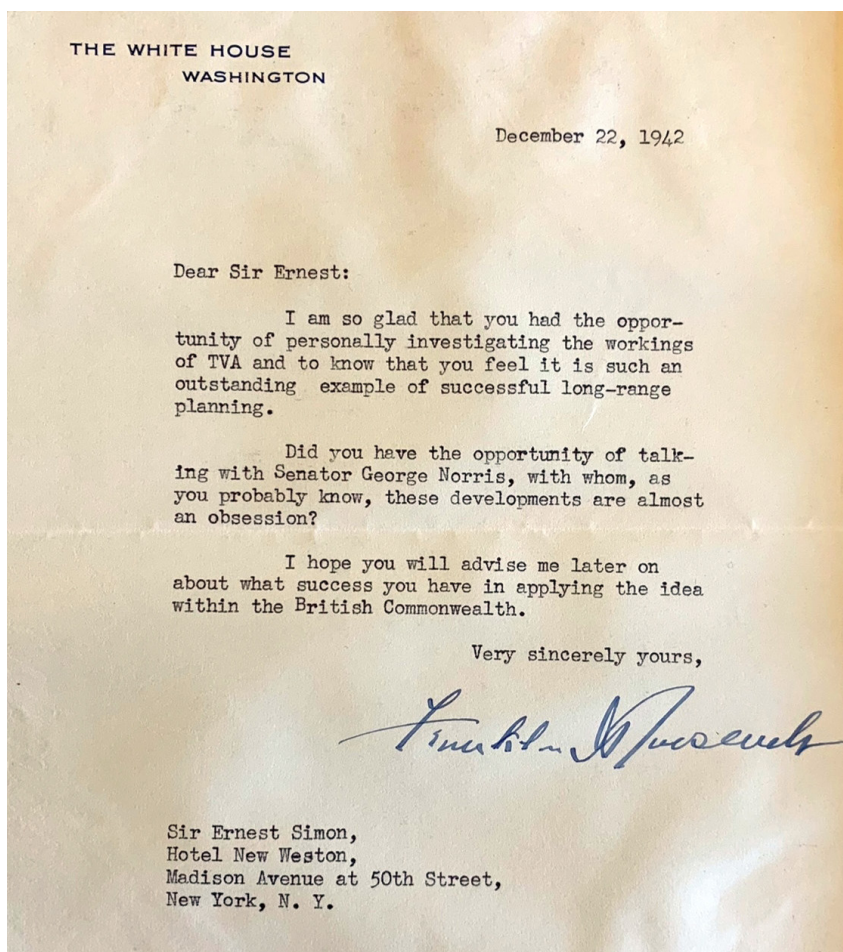 THE WHITE HOUSE
WASHINGTON
December 22, 1942
Dear Sir Ernest:
I am so glad that you had the oppor-
tunity of personally investigating the workings
of TVA and to know that you feel it is such an
outstanding example of successful long-range
planning.
Did you have the opportunity of talk-
ing with Senator George Norris, with whom, as
you probably know, these developments are almost
an obsession?
I hope you will advise me later on
about what success you have in applying the idea
within the British Commonwealth.
Very sincerely yours,
Franklin D Roosevelt
Sir Ernest Simon,
Hotel New Weston,
Madison Avenue at 50th Street,
New York, N. Y.